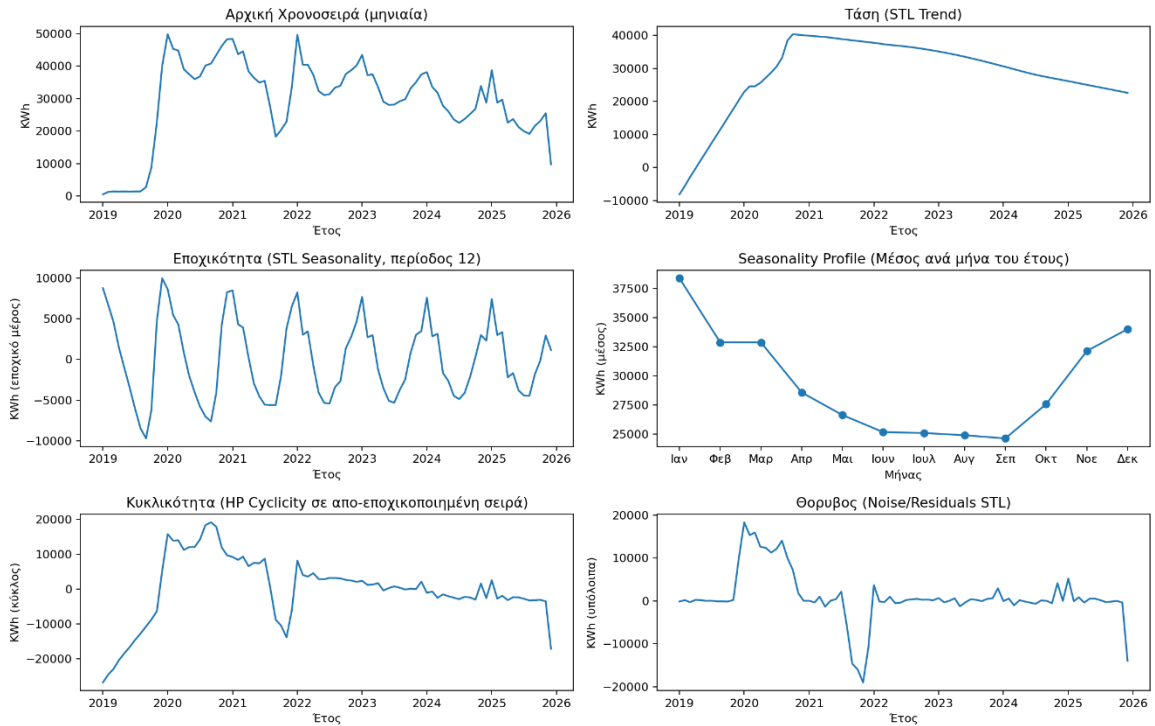 Αρχική Χρονοσειρά (μηνιαία)
KWh
50000
40000
30000
20000
10000
0
2019 2020 2021 2022 2023 2024 2025 2026
Έτος
Τάση (STL Trend)
KWh
40000
30000
20000
10000
0
−10000
2019 2020 2021 2022 2023 2024 2025 2026
Έτος
Εποχικότητα (STL Seasonality, περίοδος 12)
KWh (εποχικό μέρος)
10000
5000
0
−5000
−10000
2019 2020 2021 2022 2023 2024 2025 2026
Έτος
Seasonality Profile (Μέσος ανά μήνα του έτους)
KWh (μέσος)
37500
32500
27500
25000
Ιαν Φεβ Μαρ Απρ Μαι Ιουν Ιουλ Αυγ Σεπ Οκτ Νοε Δεκ
Μήνας
Κυκλικότητα (HP Cyclicity σε απο-εποχικοποιημένη σειρά)
KWh (κύκλος)
20000
10000
0
−10000
−20000
2019 2020 2021 2022 2023 2024 2025 2026
Έτος
Θορυβος (Noise/Residuals STL)
KWh (υπόλοιπα)
20000
10000
0
−10000
−20000
2019 2020 2021 2022 2023 2024 2025 2026
Έτος